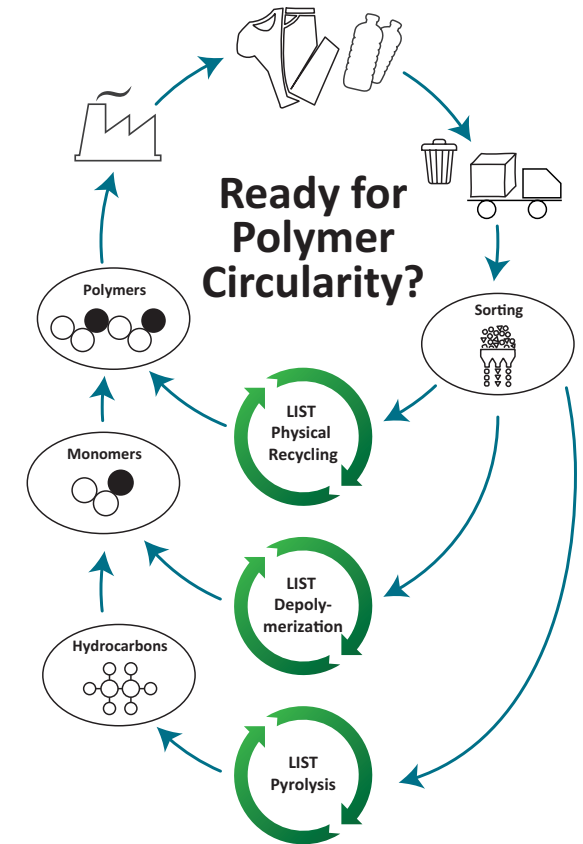 Ready for
Polymer
Circularity?
Polymers
Sorting
LIST
Physical
Recycling
Monomers
LIST
Depoly-
merization
Hydrocarbons
LIST
Pyrolysis